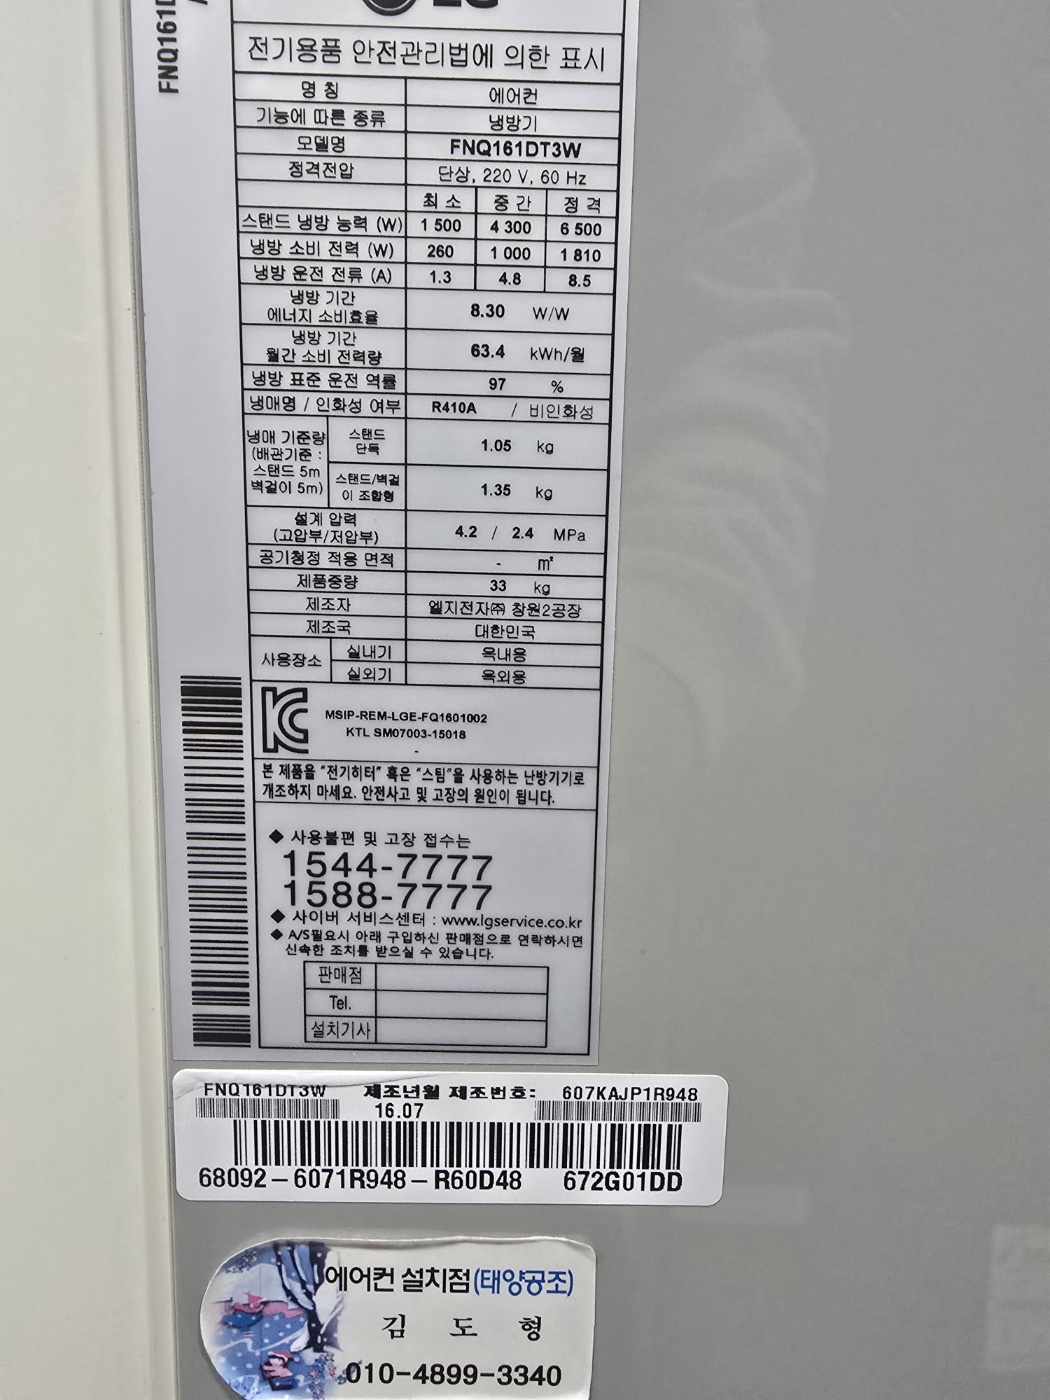 FNQ161D
LG
전기용품 안전관리법에 의한 표시
명 칭 에어컨
기능에 따른 종류 냉방기
모델명 FNQ161DT3W
정격전압 단상, 220 V, 60 Hz
최 소 중 간 정 격
스탠드 냉방 능력 (W) 1 500 4 300 6 500
냉방 소비 전력 (W) 260 1 000 1 810
냉방 운전 전류 (A) 1.3 4.8 8.5
냉방 기간
에너지 소비효율 8.30 W/W
냉방 기간
월간 소비 전력량 63.4 kWh/월
냉방 표준 운전 역률 97 %
냉매명 / 인화성 여부 R410A / 비인화성
냉매 기준량
(배관기준 :
스탠드 5m
벽걸이 5m)
스탠드
단독 1.05 kg
스탠드/벽걸
이 조합형 1.35 kg
설계 압력
(고압부/저압부) 4.2 / 2.4 MPa
공기청정 적용 면적 - ㎡
제품중량 33 kg
제조자 엘지전자㈜ 창원2공장
제조국 대한민국
사용장소 실내기 옥내용
실외기 옥외용
MSIP-REM-LGE-FQ1601002
KTL SM07003-15018
-
본 제품을 "전기히터" 혹은 "스팀"을 사용하는 난방기기로
개조하지 마세요. 안전사고 및 고장의 원인이 됩니다.
◆ 사용불편 및 고장 접수는
1544-7777
1588-7777
◆ 사이버 서비스센터 : www.lgservice.co.kr
◆ A/S필요시 아래 구입하신 판매점으로 연락하시면
신속한 조치를 받으실 수 있습니다.
판매점
Tel.
설치기사
FNQ161DT3W 제조년월 제조번호: 607KAJP1R948
16.07
68092-6071R948-R60D48 672G01DD
에어컨 설치점(태양공조)
김 도 형
010-4899-3340